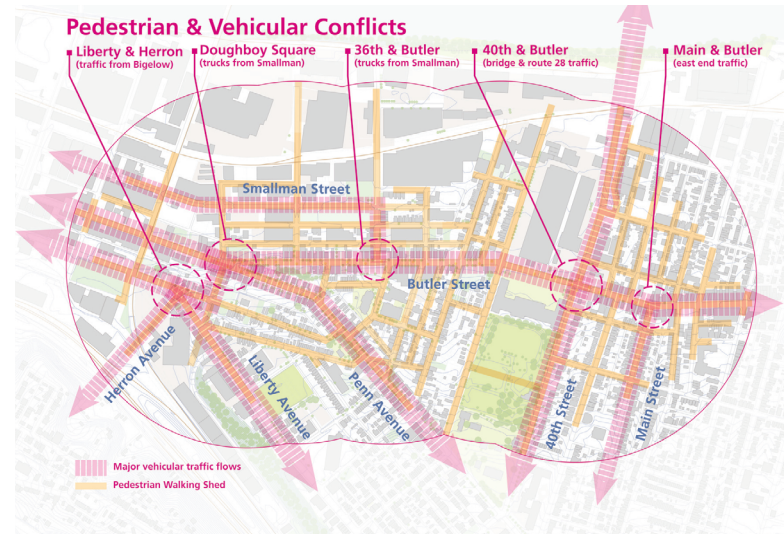 Pedestrian & Vehicular Conflicts
Liberty & Herron
(traffic from Bigelow)
Doughboy Square
(trucks from Smallman)
36th & Butler
(trucks from Smallman)
40th & Butler
(bridge & route 28 traffic)
Main & Butler
(east end traffic)
Smallman Street
Butler Street
Herron Avenue
Liberty Avenue
Penn Avenue
40th Street
Main Street
Major vehicular traffic flows
Pedestrian Walking Shed